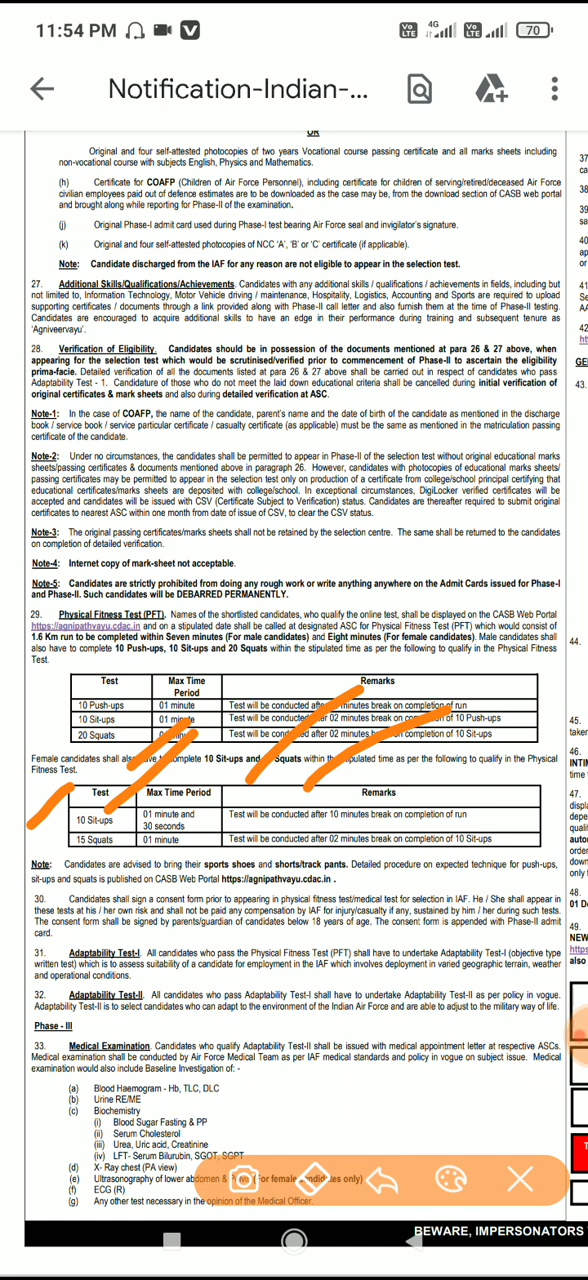 11:54 PM
Vo LTE 4G Vo LTE 70
Notification-Indian-...
OR
Original and four self-attested photocopies of two years Vocational course passing certificate and all marks sheets including
non-vocational course with subjects English, Physics and Mathematics.
(h) Certificate for COAFP (Children of Air Force Personnel), including certificate for children of serving/retired/deceased Air Force
civilian employees paid out of defence estimates are to be downloaded as the case may be, from the download section of CASB web portal
and brought along while reporting for Phase-II of the examination.
(j) Original Phase-I admit card used during Phase-I test bearing Air Force seal and invigilator's signature.
(k) Original and four self-attested photocopies of NCC 'A', 'B' or 'C' certificate (if applicable).
Note: Candidate discharged from the IAF for any reason are not eligible to appear in the selection test.
27. Additional Skills/Qualifications/Achievements. Candidates with any additional skills / qualifications / achievements in fields, including but
not limited to, Information Technology, Motor Vehicle driving / maintenance, Hospitality, Logistics, Accounting and Sports are required to upload
supporting certificates / documents through a link provided along with Phase-II call letter and also furnish them at the time of Phase-II testing.
Candidates are encouraged to acquire additional skills to have an edge in their performance during training and subsequent tenure as
'Agniveervayu'.
28. Verification of Eligibility. Candidates should be in possession of the documents mentioned at para 26 & 27 above, when
appearing for the selection test which would be scrutinised/verified prior to commencement of Phase-II to ascertain the eligibility
prima-facie. Detailed verification of all the documents listed at para 26 & 27 above shall be carried out in respect of candidates who pass
Adaptability Test - 1. Candidature of those who do not meet the laid down educational criteria shall be cancelled during initial verification of
original certificates & mark sheets and also during detailed verification at ASC.
Note-1: In the case of COAFP, the name of the candidate, parent's name and the date of birth of the candidate as mentioned in the discharge
book / service book / service particular certificate / casualty certificate (as applicable) must be the same as mentioned in the matriculation passing
certificate of the candidate.
Note-2: Under no circumstances, the candidates shall be permitted to appear in Phase-II of the selection test without original educational marks
sheets/passing certificates & documents mentioned above in paragraph 26. However, candidates with photocopies of educational marks sheets/
passing certificates may be permitted to appear in the selection test only on production of a certificate from college/school principal certifying that
educational certificates/marks sheets are deposited with college/school. In exceptional circumstances, DigiLocker verified certificates will be
accepted and candidates will be issued with CSV (Certificate Subject to Verification) status. Candidates are therefore required to submit original
certificates to nearest ASC within one month from date of issue of CSV, to clear the CSV status.
Note-3: The original passing certificates/marks sheets shall not be retained by the selection centre. The same shall be returned to the candidates
on completion of detailed verification.
Note-4: Internet copy of mark-sheet not acceptable.
Note-5: Candidates are strictly prohibited from doing any rough work or write anything anywhere on the Admit Cards issued for Phase-I
and Phase-II. Such candidates will be DEBARRED PERMANENTLY.
29. Physical Fitness Test (PFT). Names of the shortlisted candidates, who qualify the online test, shall be displayed on the CASB Web Portal
https://agnipathvayu.cdac.in and on a stipulated date shall be called at designated ASC for Physical Fitness Test (PFT) which would consist of
1.6 Km run to be completed within Seven minutes (For male candidates) and Eight minutes (For female candidates). Male candidates shall
also have to complete 10 Push-ups, 10 Sit-ups and 20 Squats within the stipulated time as per the following to qualify in the Physical Fitness
Test.
Test Max Time Period Remarks
10 Push-ups 01 minute Test will be conducted minutes break on completion of run
10 Sit-ups 01 minute Test will be conducted 02 minutes break on of 10 Push-ups
20 Squats Test will be after 02 minutes completion of 10 Sit-ups
Female candidates shall complete 10 Sit-ups and Squats within time as per the following to qualify in the Physical
Fitness Test.
Test Max Time Period Remarks
10 Sit-ups 01 minute and 30 seconds Test will be conducted after 10 minutes break on completion of run
15 Squats 01 minute Test will be conducted after 02 minutes break on completion of 10 Sit-ups
Note: Candidates are advised to bring their sports shoes and shorts/track pants. Detailed procedure on expected technique for push-ups,
sit-ups and squats is published on CASB Web Portal https://agnipathvayu.cdac.in .
30. Candidates shall sign a consent form prior to appearing in physical fitness test/medical test for selection in IAF. He / She shall appear in
these tests at his / her own risk and shall not be paid any compensation by IAF for injury/casualty if any, sustained by him / her during such tests.
The consent form shall be signed by parents/guardian of candidates below 18 years of age. The consent form is appended with Phase-II admit
card.
31. Adaptability Test-I. All candidates who pass the Physical Fitness Test (PFT) shall have to undertake Adaptability Test-I (objective type
written test) which is to assess suitability of a candidate for employment in the IAF which involves deployment in varied geographic terrain, weather
and operational conditions.
32. Adaptability Test-II. All candidates who pass Adaptability Test-I shall have to undertake Adaptability Test-II as per policy in vogue.
Adaptability Test-II is to select candidates who can adapt to the environment of the Indian Air Force and are able to adjust to the military way of life.
Phase - III
33. Medical Examination. Candidates who qualify Adaptability Test-II shall be issued with medical appointment letter at respective ASCs.
Medical examination shall be conducted by Air Force Medical Team as per IAF medical standards and policy in vogue on subject issue. Medical
examination would also include Baseline Investigation of: -
(a) Blood Haemogram - Hb, TLC, DLC
(b) Urine RE/ME
(c) Biochemistry
(i) Blood Sugar Fasting & PP
(ii) Serum Cholesterol
(iii) Urea, Uric acid, Creatinine
(iv) LFT- Serum Bilurubin, SGOT, SGPT
(d) X- Ray chest (PA view)
(e) Ultrasonography of lower abdomen & (For female candidates only)
(f) ECG (R)
(g) Any other test necessary in the opinion of the Medical Officer.
BEWARE, IMPERSONATORS
37
38
39
40
41
42
43.
44.
45.
46.
47.
48.
49.